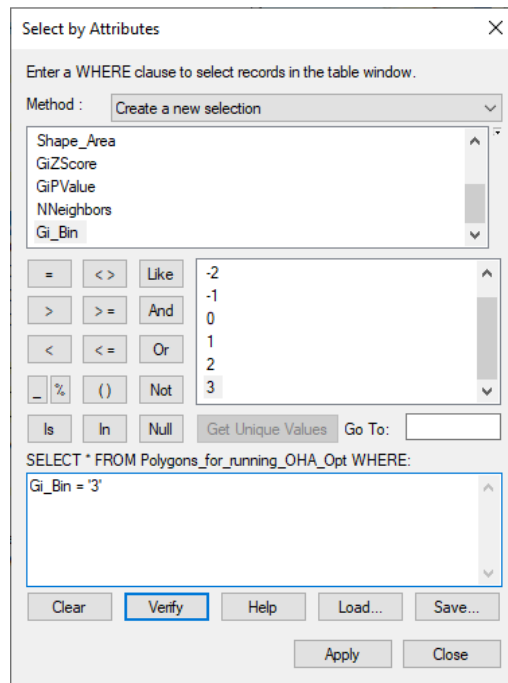 Select by Attributes
Enter a WHERE clause to select records in the table window.
Method : Create a new selection
Shape_Area
GiZScore
GiPValue
NNeighbors
Gi_Bin
= < > Like
> > = And
< < = Or
_ % ( ) Not
Is In Null
-2
-1
0
1
2
3
Get Unique Values Go To:
SELECT * FROM Polygons_for_running_OHA_Opt WHERE:
Gi_Bin = '3'
Clear Verify Help Load... Save...
Apply Close